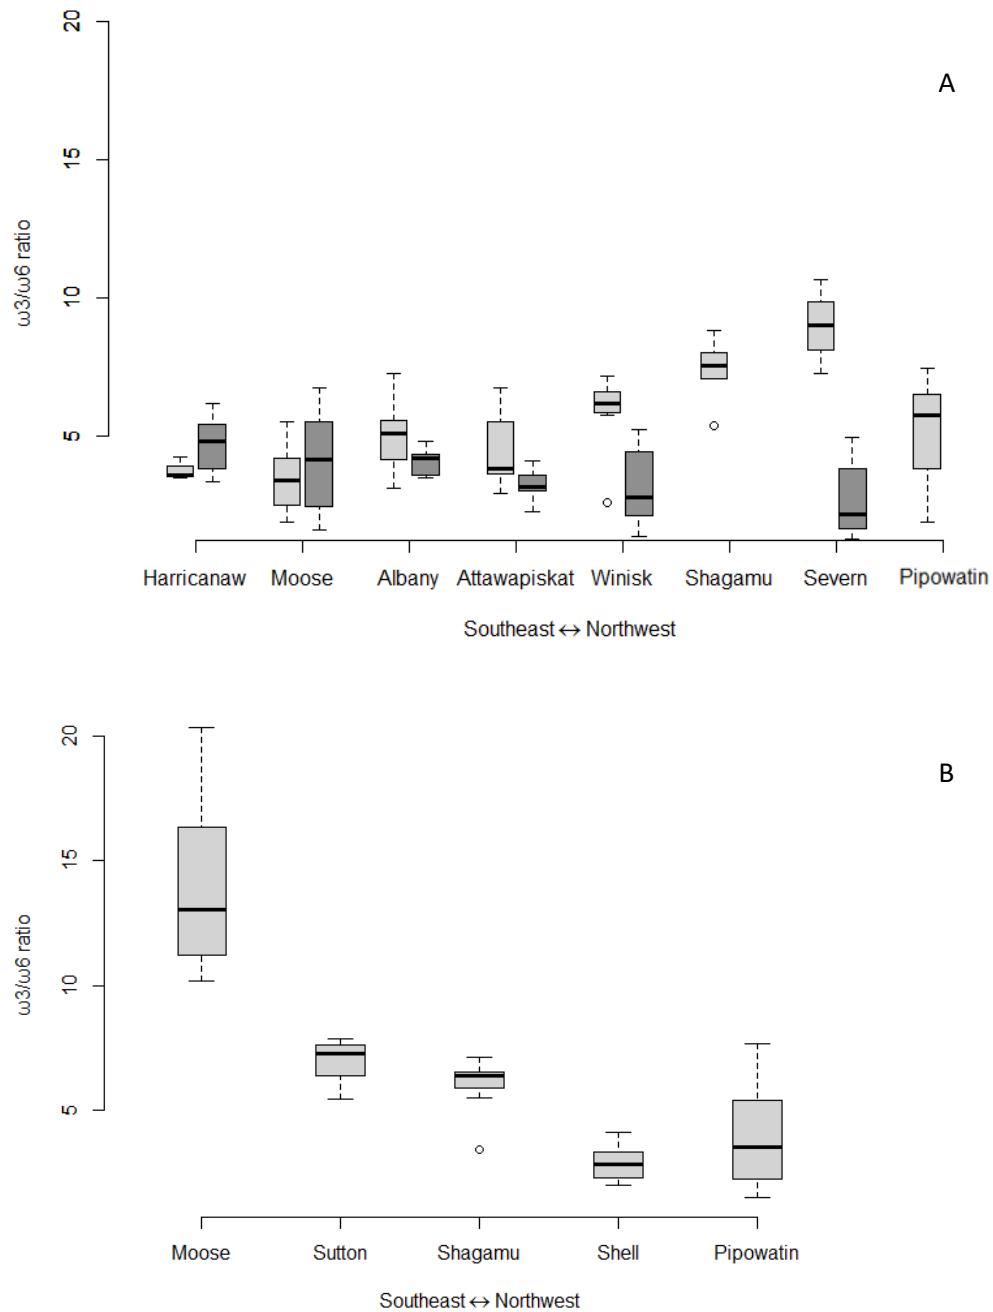 A
20
15
10
5
ω3/ω6 ratio
Harricanaw Moose Albany Attawapiskat Winisk Shagamu Severn Pipowatin
Southeast ↔ Northwest
B
20
15
10
5
ω3/ω6 ratio
Moose Sutton Shagamu Shell Pipowatin
Southeast ↔ Northwest